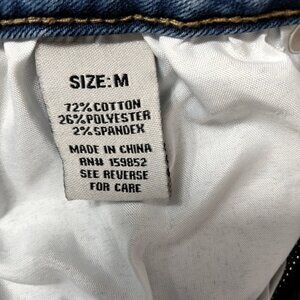 SIZE: M
72% COTTON
26% POLYESTER
2% SPANDEX
MADE IN CHINA
RN# 159852
SEE REVERSE
FOR CARE